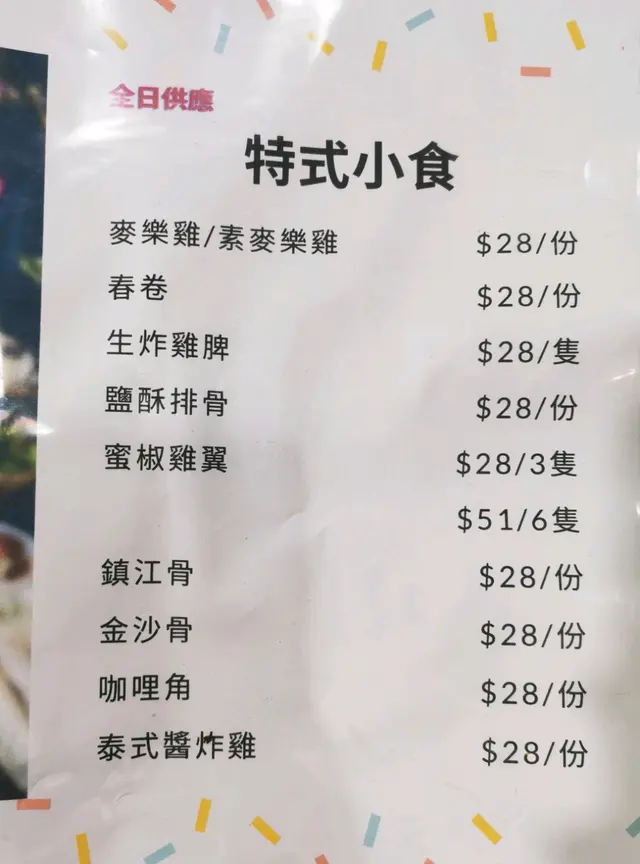 全日供應
特式小食
麥樂雞/素麥樂雞 $28/份
春卷 $28/份
生炸雞脾 $28/隻
鹽酥排骨 $28/份
蜜椒雞翼 $28/3隻
$51/6隻
鎮江骨 $28/份
金沙骨 $28/份
咖哩角 $28/份
泰式醬炸雞 $28/份